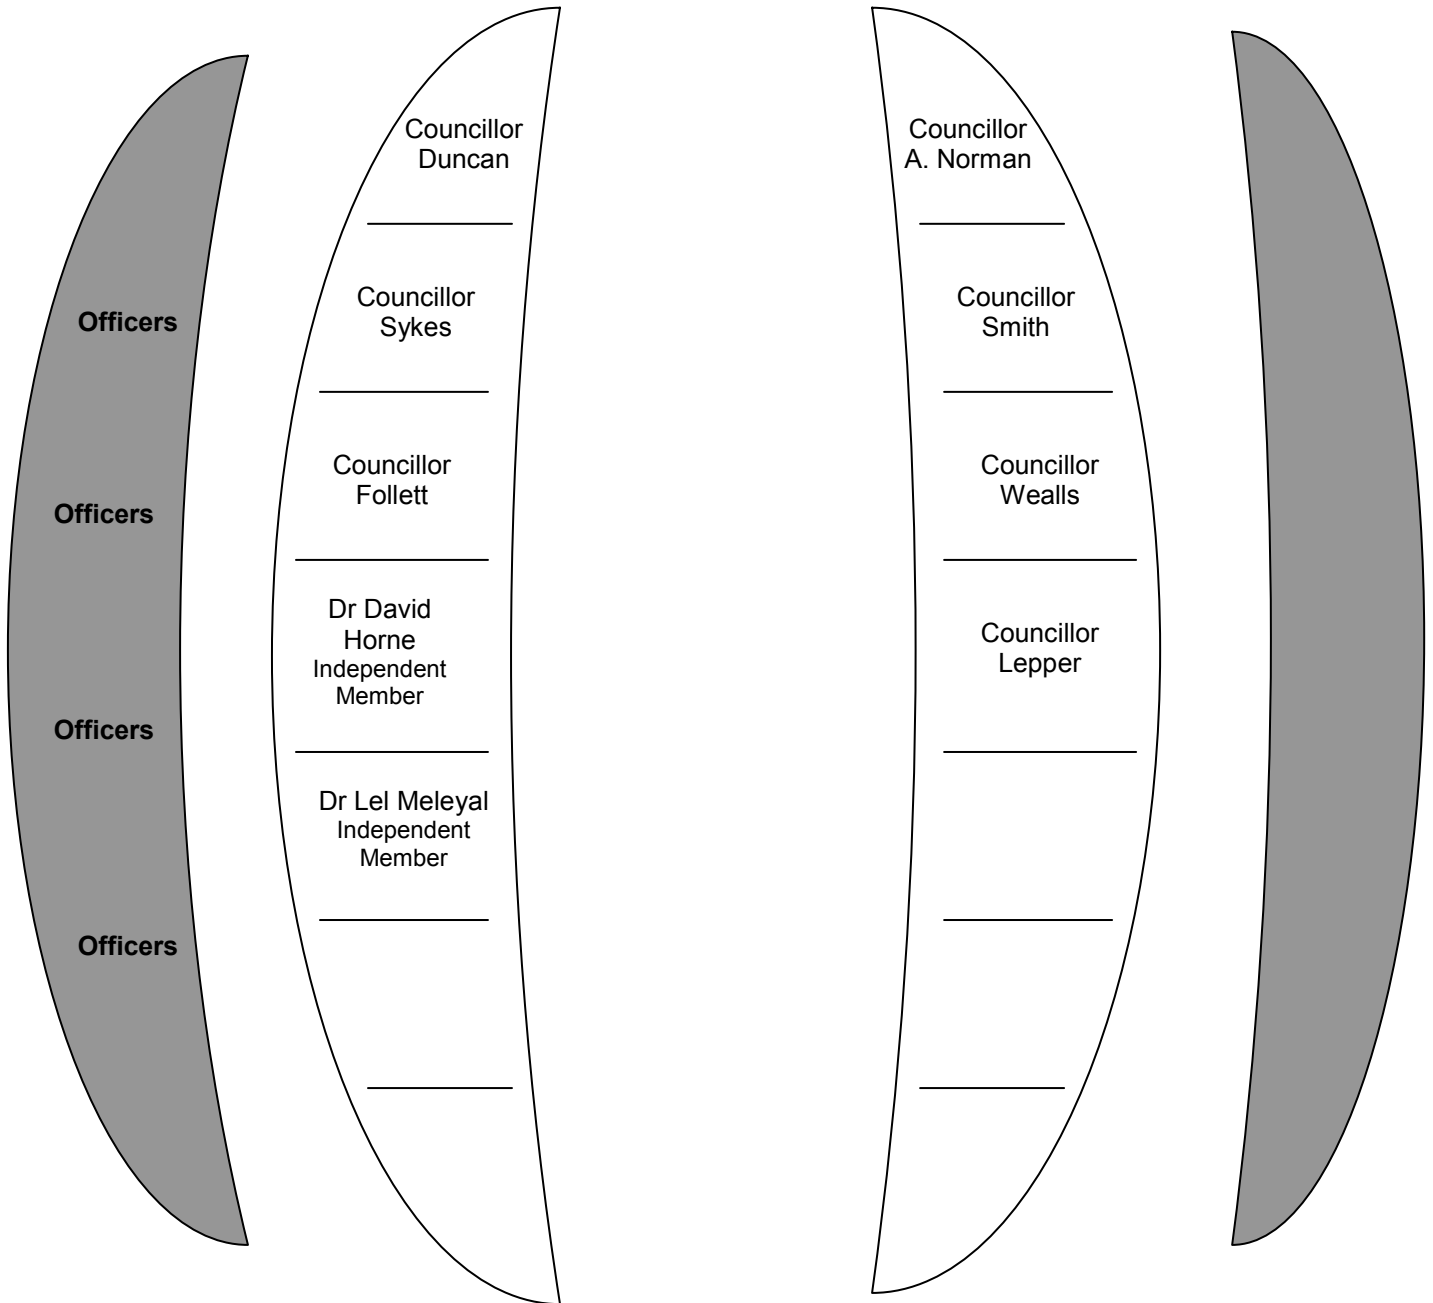 Councillor
Duncan
Councillor
Sykes
Councillor
Follett
Dr David
Horne
Independent
Member
Dr Lel Meleyal
Independent
Member
Councillor
A. Norman
Councillor
Smith
Councillor
Wealls
Councillor
Lepper
Officers
Officers
Officers
Officers